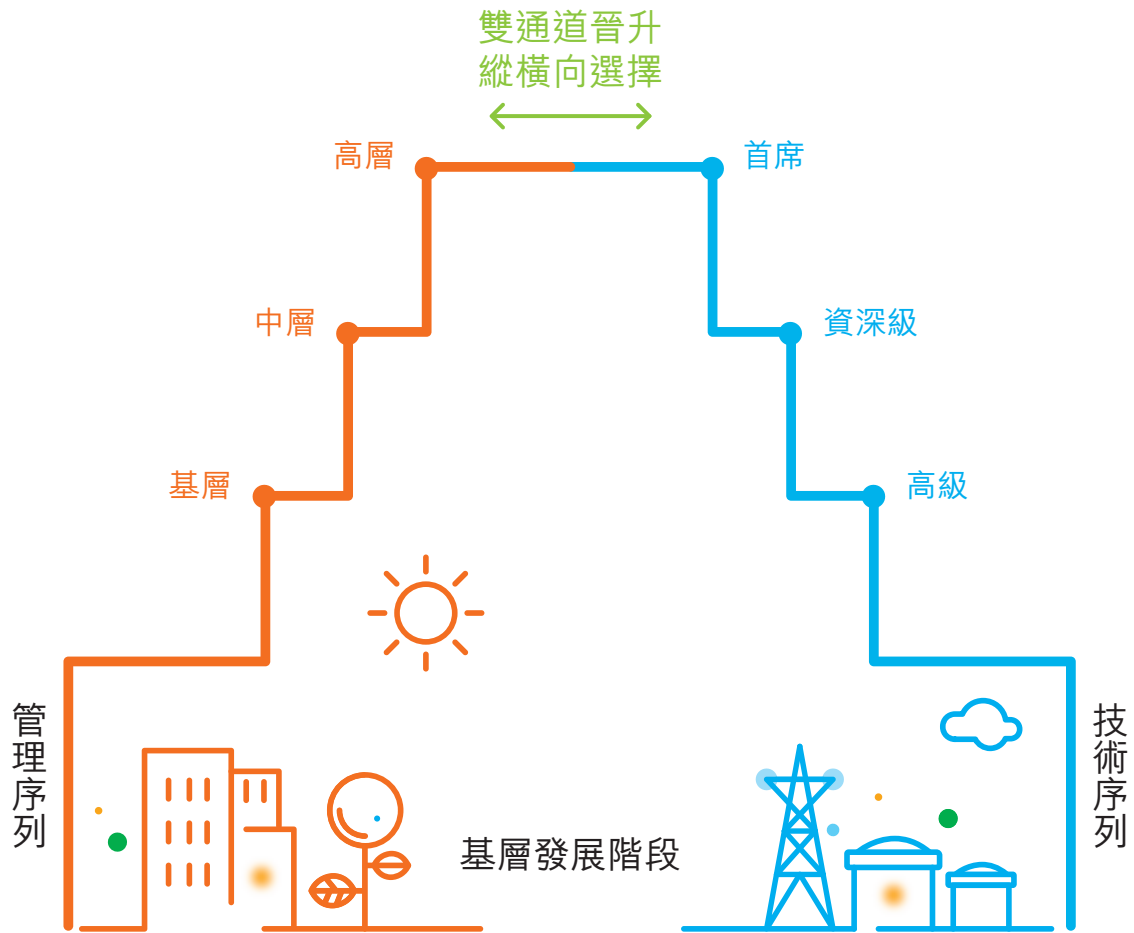 雙通道晉升
縱橫向選擇
高層
首席
中層
資深級
基層
高級
管理序列
技術序列
基層發展階段